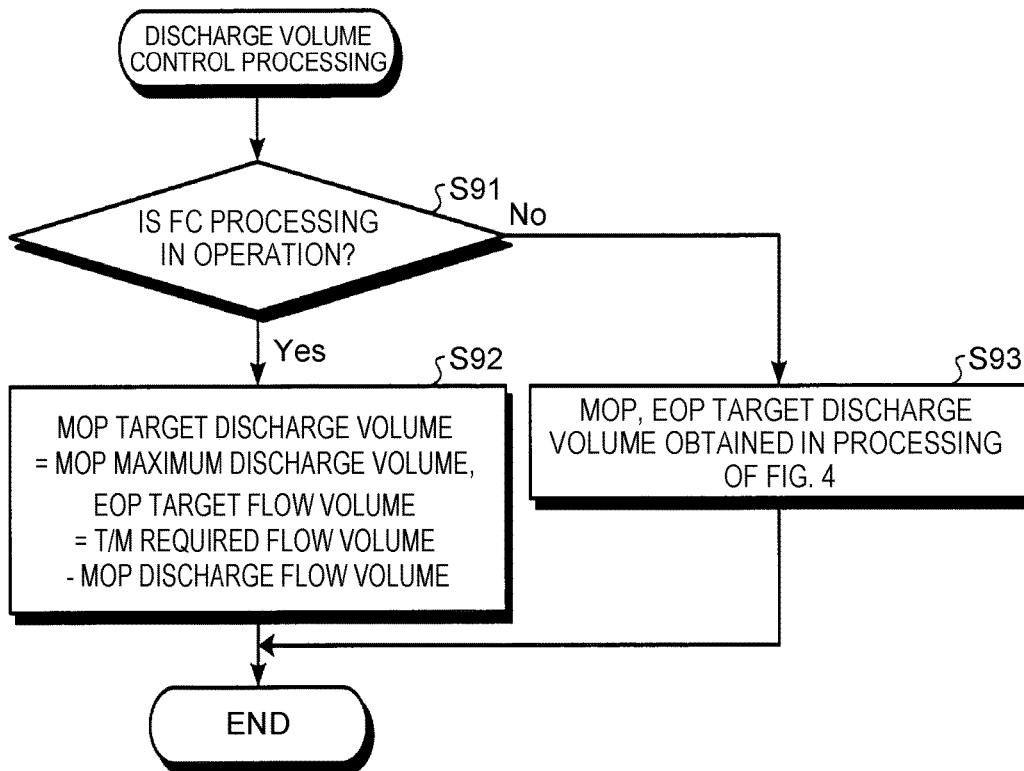 DISCHARGE VOLUME
CONTROL PROCESSING
S91
IS FC PROCESSING
IN OPERATION?
No
Yes
S92
MOP TARGET DISCHARGE VOLUME
= MOP MAXIMUM DISCHARGE VOLUME,
EOP TARGET FLOW VOLUME
= T/M REQUIRED FLOW VOLUME
- MOP DISCHARGE FLOW VOLUME
S93
MOP, EOP TARGET DISCHARGE
VOLUME OBTAINED IN PROCESSING
OF FIG. 4
END